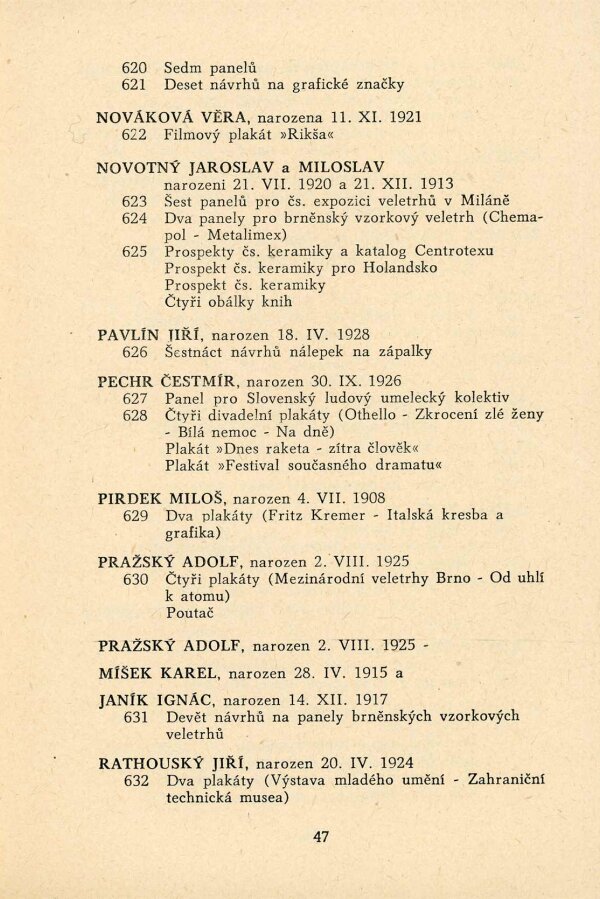 620 Sedm panelů
621 Deset návrhů na grafické značky
NOVÁKOVÁ VĚRA, narozena 11. XI. 1921
622 Filmový plakát »Rikša«
NOVOTNÝ JAROSLAV a MILOSLAV
narozeni 21. VII. 1920 a 21. XII. 1913
623 Šest panelů pro čs. expozici veletrhů v Miláně
624 Dva panely pro brněnský vzorkový veletrh (Chema-
pol - Metalimex)
625 Prospekty čs. keramiky a katalog Centrotexu
Prospekt čs. keramiky pro Holandsko
Prospekt čs. keramiky
Čtyři obálky knih
PAVLÍN JIŘÍ, narozen 18. IV. 1928
626 Šestnáct návrhů nálepek na zápalky
PECHR ČESTMÍR, narozen 30. IX. 1926
627 Panel pro Slovenský ludový umelecký kolektiv
628 Čtyři divadelní plakáty (Othello - Zkrocení zlé ženy
- Bílá nemoc - Na dně)
Plakát »Dnes raketa - zítra člověk«
Plakát »Festival současného dramatu«
PIRDEK MILOŠ, narozen 4. VII. 1908
629 Dva plakáty (Fritz Kremer - Italská kresba a
grafika)
PRAŽSKÝ ADOLF, narozen 2. VIII. 1925
630 Čtyři plakáty (Mezinárodní veletrhy Brno - Od uhlí
k atomu)
Poutač
PRAŽSKÝ ADOLF, narozen 2. VIII. 1925 -
MÍŠEK KAREL, narozen 28. IV. 1915 a
JANÍK IGNÁC, narozen 14. XII. 1917
631 Devět návrhů na panely brněnských vzorkových
veletrhů
RATHOUSKÝ JIŘÍ, narozen 20. IV. 1924
632 Dva plakáty (Výstava mladého umění - Zahraniční
technická musea)
47